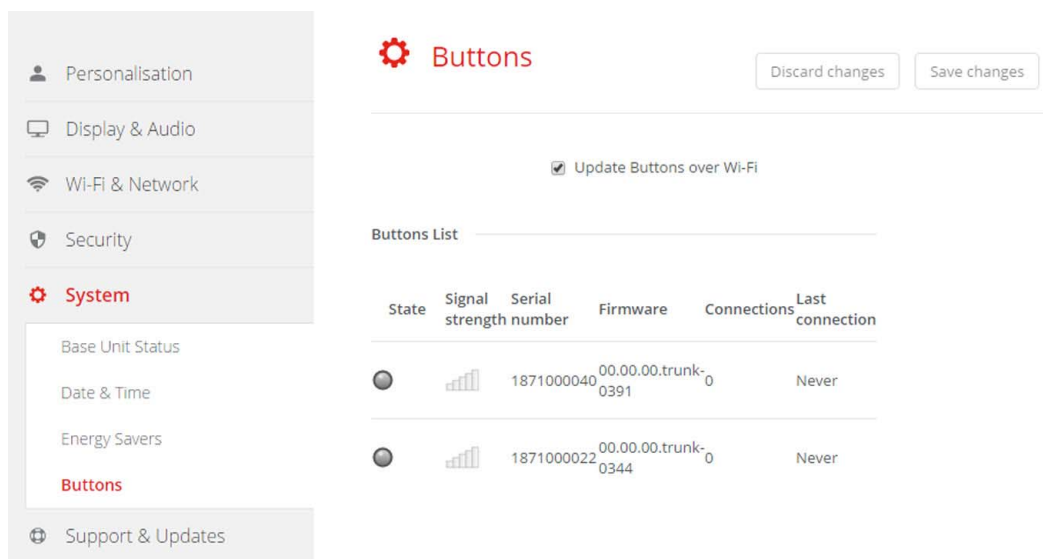 Personalisation
Display & Audio
Wi-Fi & Network
Security
System
Base Unit Status
Date & Time
Energy Savers
Buttons
Support & Updates
Buttons
Discard changes
Save changes
Update Buttons over Wi-Fi
Buttons List
State Signal strength Serial number Firmware Connections Last connection
1871000040 00.00.00.trunk-0391 0 Never
1871000022 00.00.00.trunk-0344 0 Never